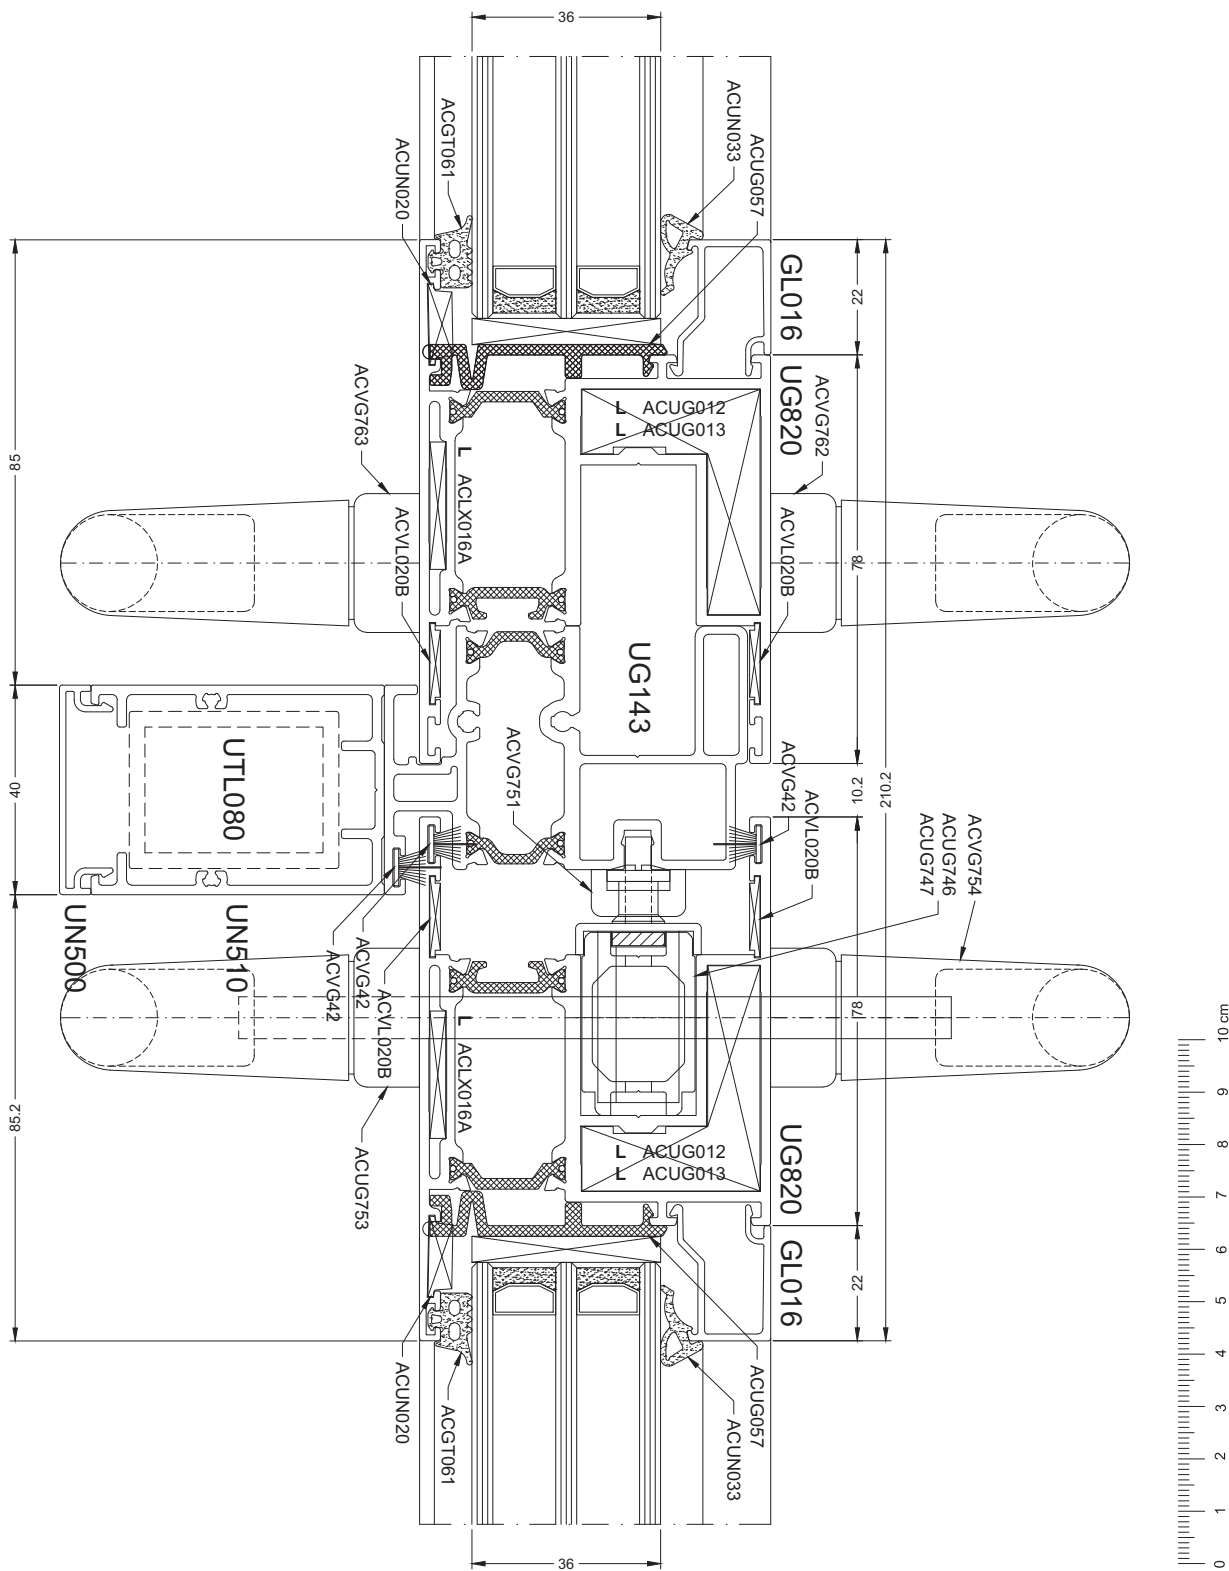 36
ACGT061
ACUN020
ACUN033
ACUG057
GL016
22
UG820
ACVG763
ACVG762
L ACUG012
L ACUG013
L ACLX016A
ACVL020B
ACVL020B
78
85
UG143
UTL080
40
ACVG751
10.2
210.2
ACVG42
ACVL020B
ACVG754
ACUG746
ACUG747
UN500
UN510
ACVG42
ACVG42
ACVL020B
L ACLX016A
78
85.2
ACUG753
L ACUG012
L ACUG013
UG820
GL016
22
ACUN020
ACGT061
ACUG057
ACUN033
36
0 1 2 3 4 5 6 7 8 9 10 cm